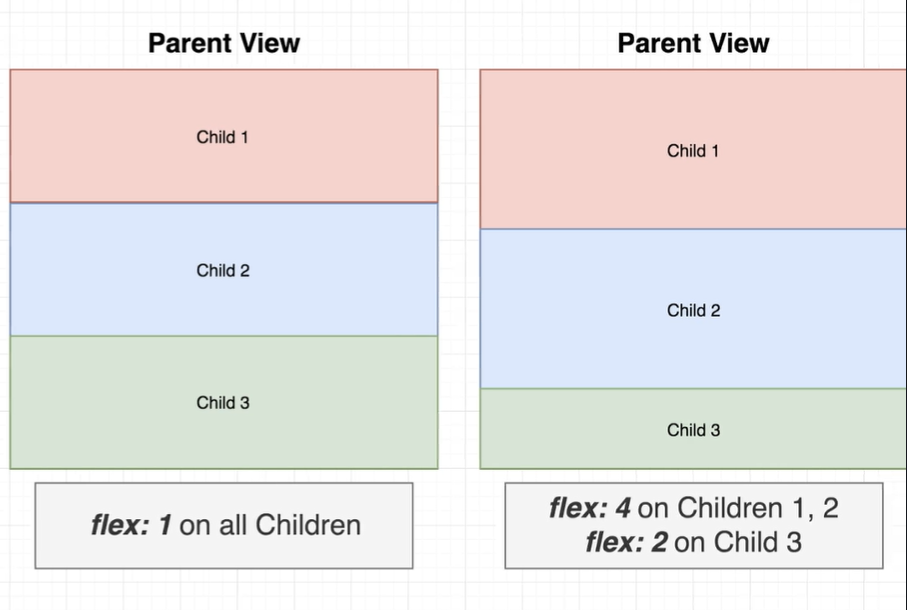 Parent View
Child 1
Child 2
Child 3
flex: 1 on all Children
Parent View
Child 1
Child 2
Child 3
flex: 4 on Children 1, 2
flex: 2 on Child 3